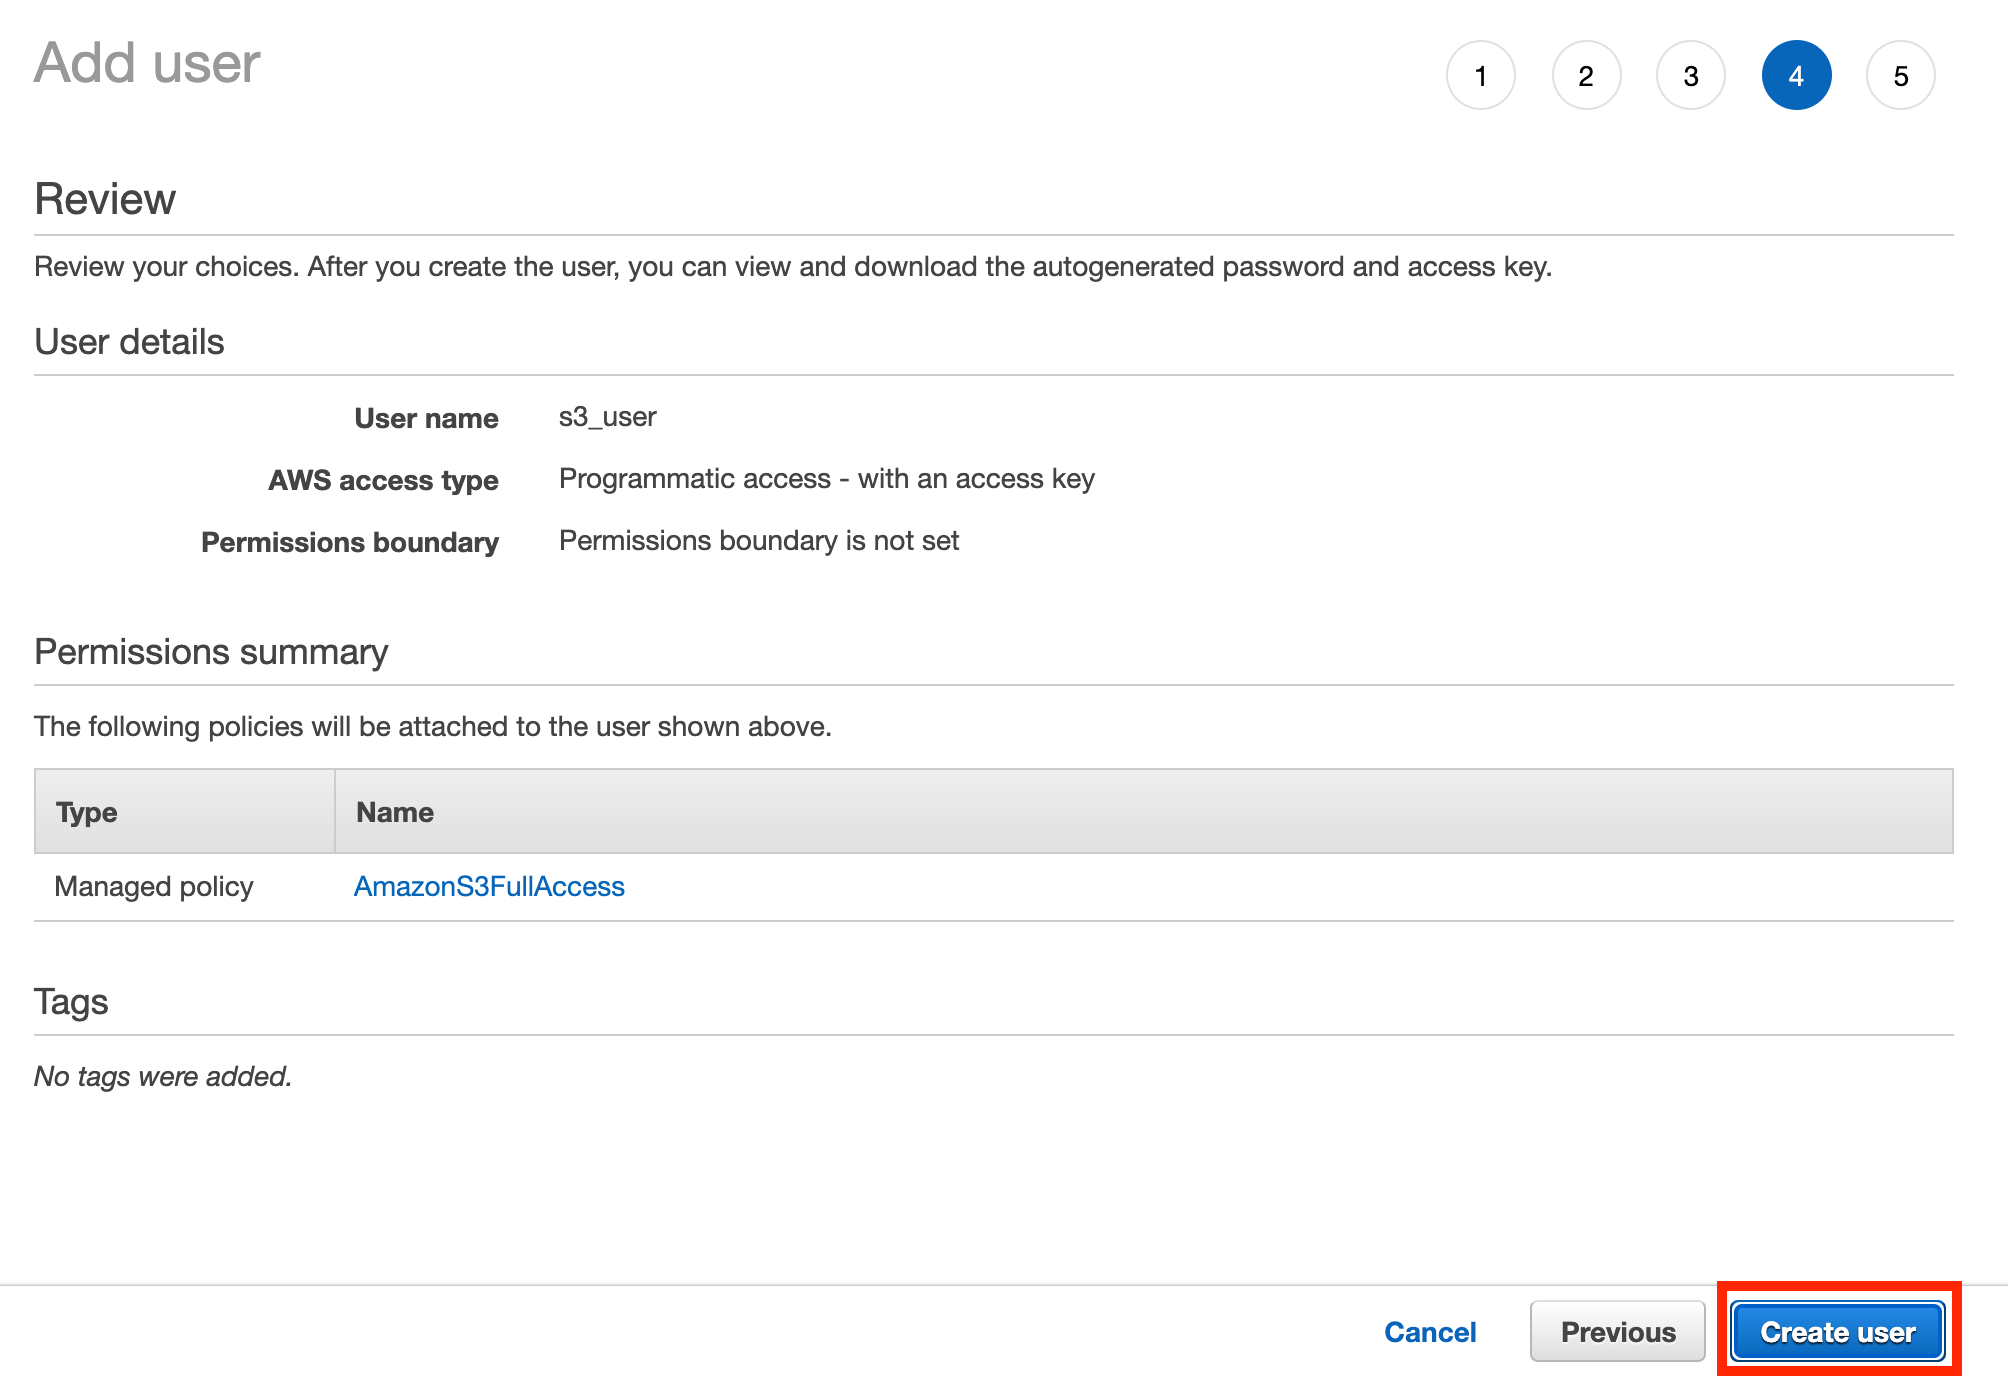 Add user
1 2 3 4 5
Review
Review your choices. After you create the user, you can view and download the autogenerated password and access key.
User details
User name s3_user
AWS access type Programmatic access - with an access key
Permissions boundary Permissions boundary is not set
Permissions summary
The following policies will be attached to the user shown above.
Type Name
Managed policy AmazonS3FullAccess
Tags
No tags were added.
Cancel Previous Create user